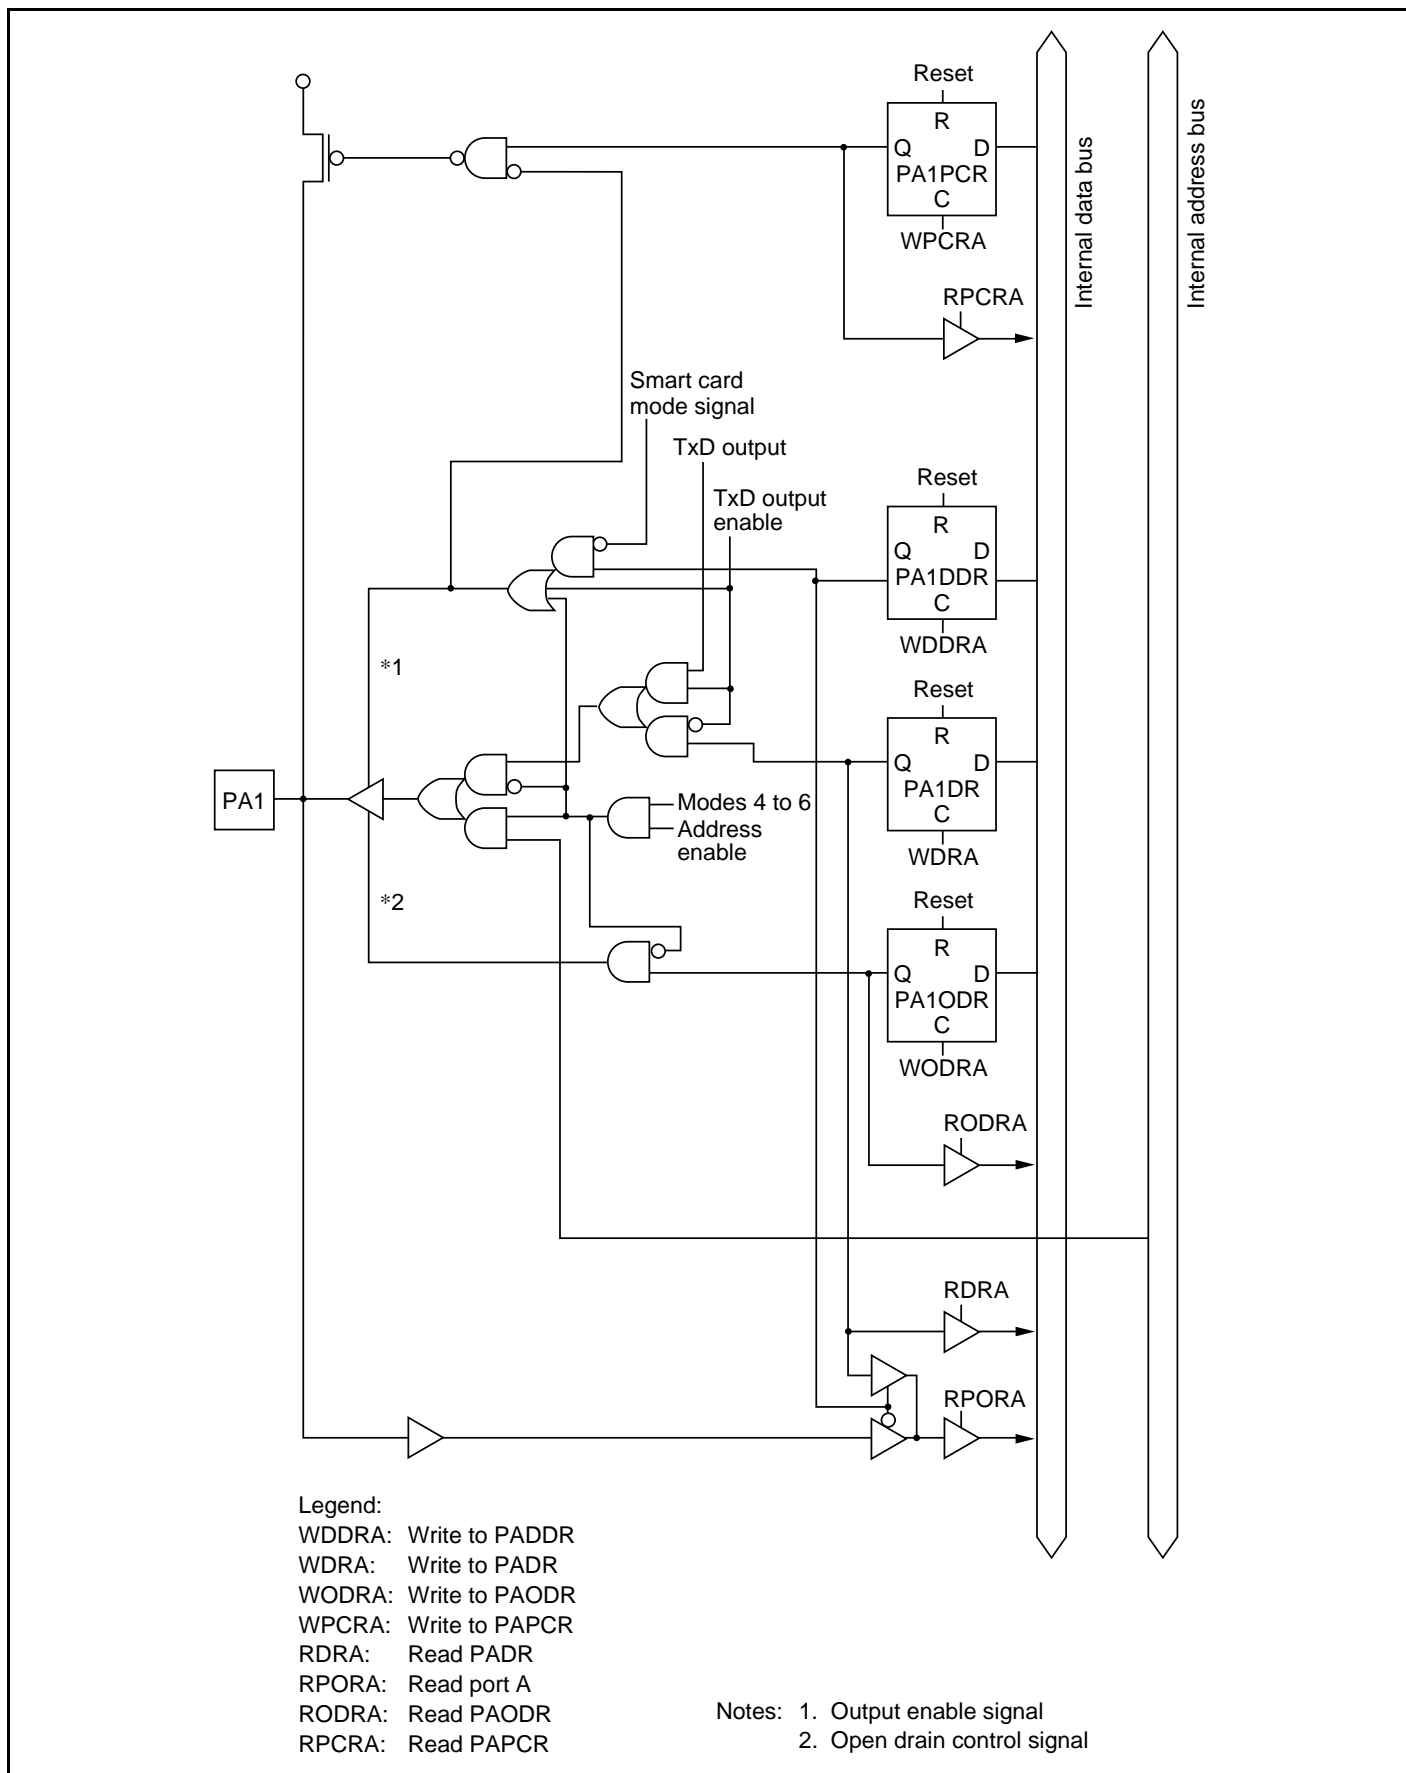 Reset
R
Q D
PA1PCR
C
WPCRA
Internal data bus
Internal address bus
RPCRA
Smart card
mode signal
TxD output
TxD output
enable
Reset
R
Q D
PA1DDR
C
WDDRA
*1
Reset
R
Q D
PA1DR
C
WDRA
PA1
Modes 4 to 6
Address
enable
*2
Reset
R
Q D
PA1ODR
C
WODRA
RODRA
RDRA
RPORA
Legend:
WDDRA: Write to PADDR
WDRA: Write to PADR
WODRA: Write to PAODR
WPCRA: Write to PAPCR
RDRA: Read PADR
RPORA: Read port A
RODRA: Read PAODR
RPCRA: Read PAPCR
Notes: 1. Output enable signal
2. Open drain control signal